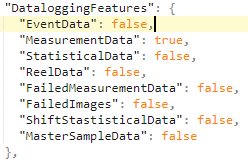 "DataloggingFeatures": {
"EventData": false,
"MeasurementData": true,
"StatisticalData": false,
"ReelData": false,
"FailedMeasurementData": false,
"FailedImages": false,
"ShiftStastisticalData": false,
"MasterSampleData": false
},